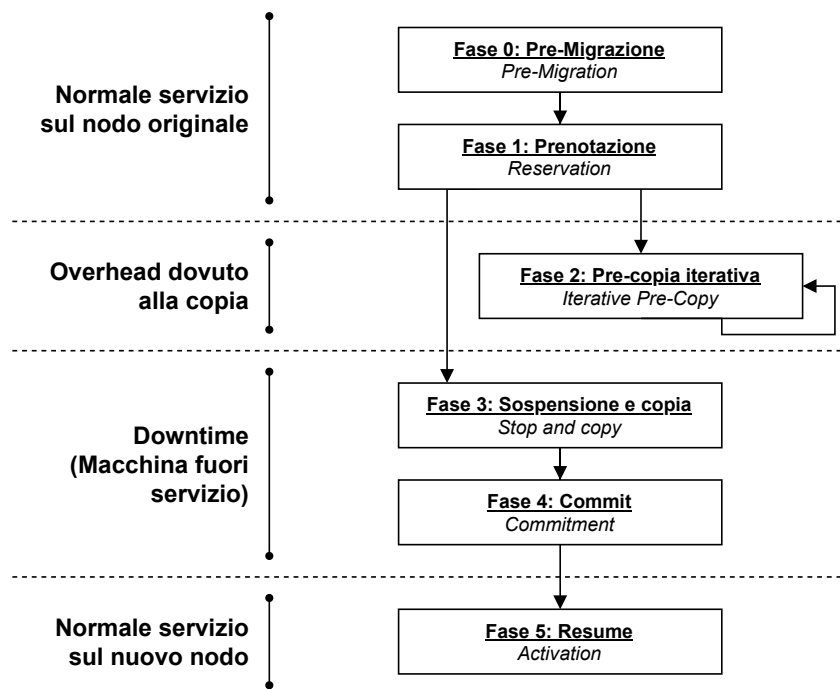 Fase 0: Pre-Migrazione
Pre-Migration
Normale servizio
sul nodo originale
Fase 1: Prenotazione
Reservation
Overhead dovuto
alla copia
Fase 2: Pre-copia iterativa
Iterative Pre-Copy
Downtime
(Macchina fuori
servizio)
Fase 3: Sospensione e copia
Stop and copy
Fase 4: Commit
Commitment
Normale servizio
sul nuovo nodo
Fase 5: Resume
Activation